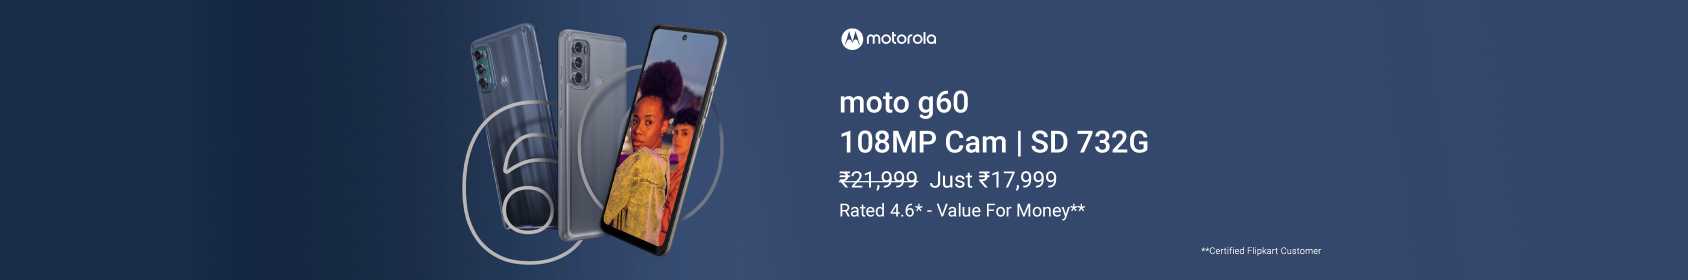 motorola
moto g60
108MP Cam | SD 732G
₹21,999 Just ₹17,999
Rated 4.6* - Value For Money**
**Certified Flipkart Customer
60